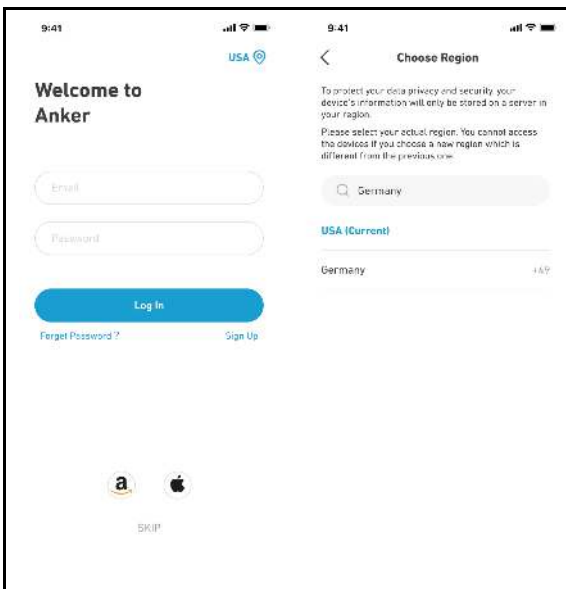 9:41
USA
Welcome to
Anker
Email
Password
Log In
Forget Password ?
Sign Up
a
SKIP
9:41
Choose Region
To protect your data privacy and security, your
device's information will only be stored on a server in
your region.
Please select your actual region. You cannot access
the devices if you choose a new region which is
different from the previous one.
Germany
USA (Current)
Germany